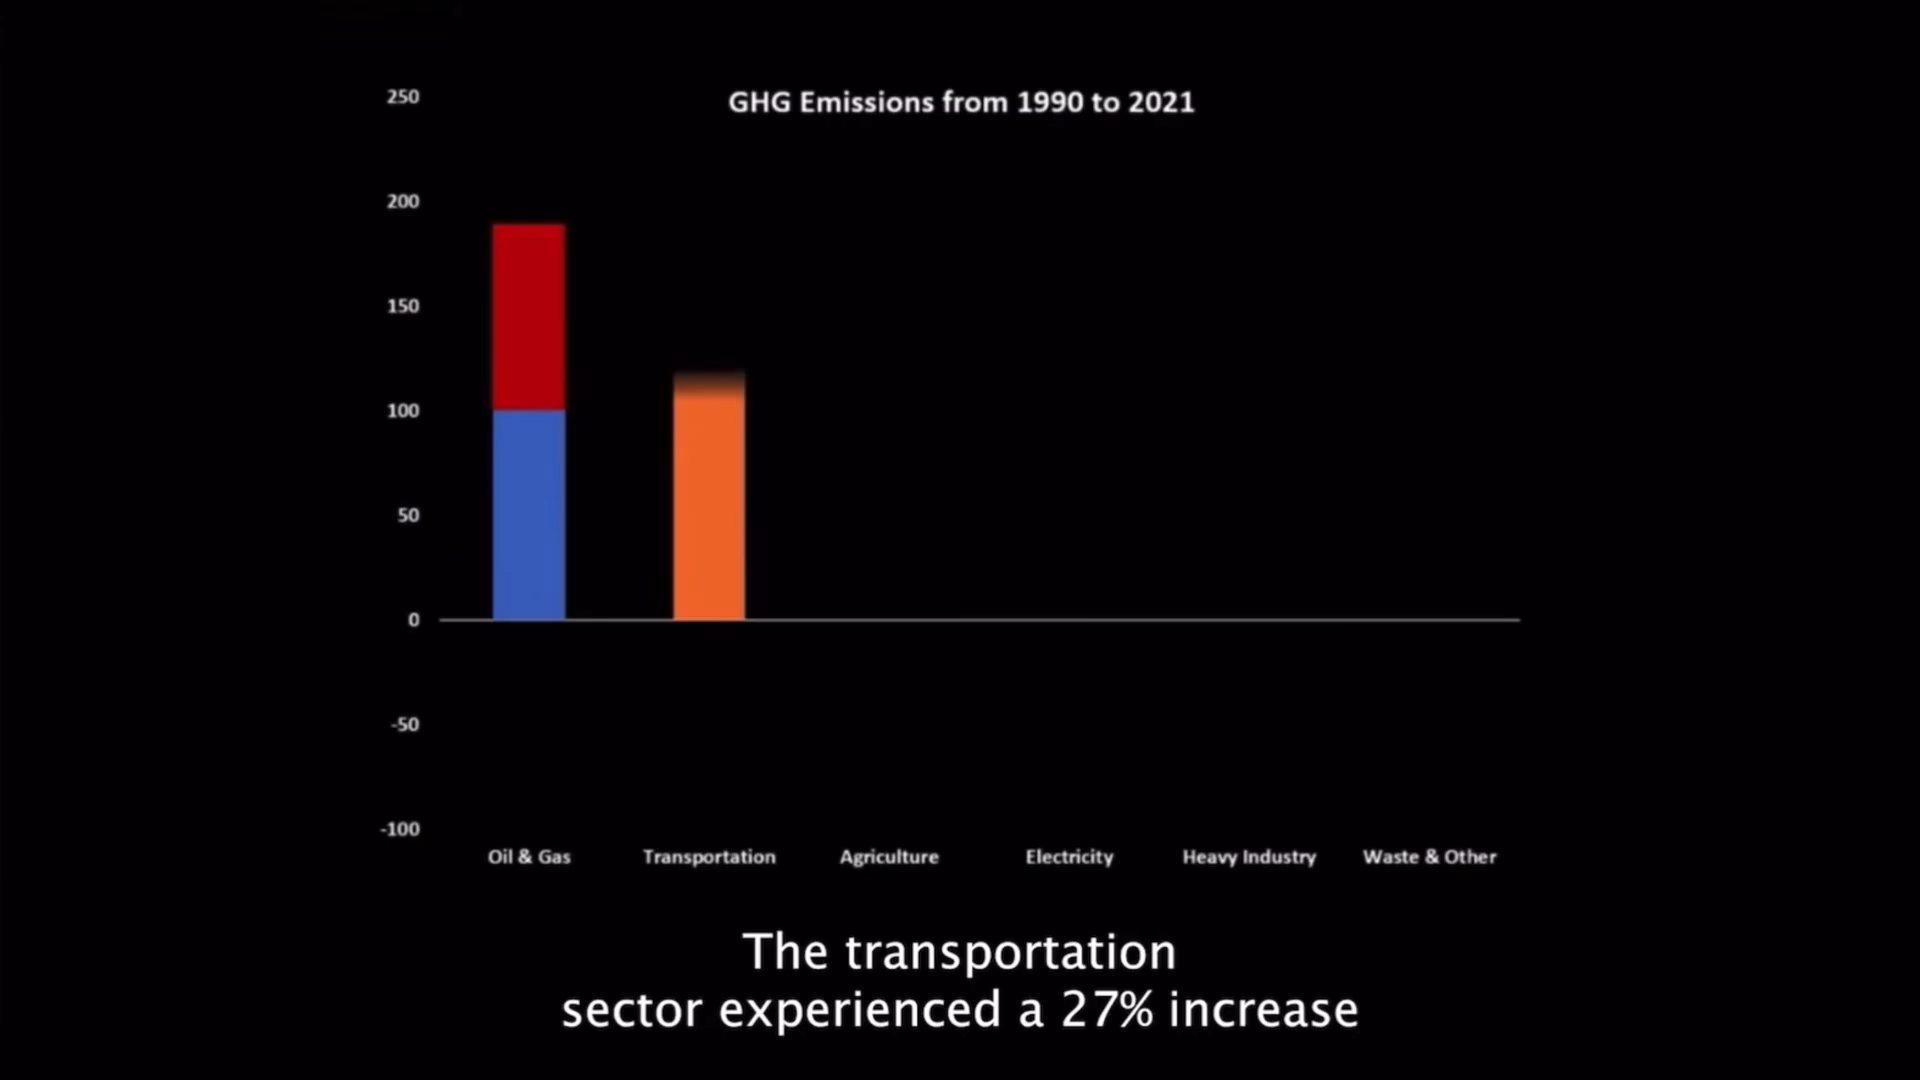 GHG Emissions from 1990 to 2021
250
200
150
100
50
0
-50
-100
Oil & Gas Transportation Agriculture Electricity Heavy Industry Waste & Other
The transportation
sector experienced a 27% increase